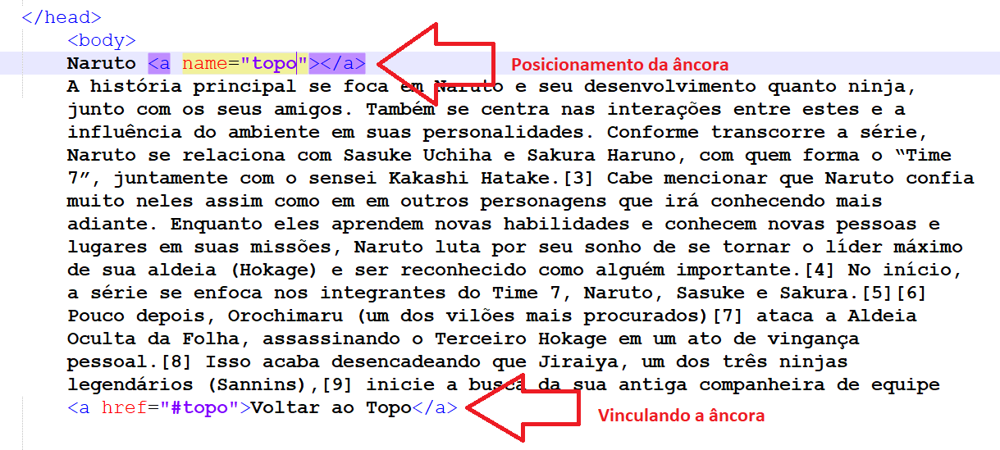 </head>
<body>
Naruto <a name="topo"></a>
Posicionamento da âncora
A história principal se foca em Naruto e seu desenvolvimento quanto ninja,
junto com os seus amigos. Também se centra nas interações entre estes e a
influência do ambiente em suas personalidades. Conforme transcorre a série,
Naruto se relaciona com Sasuke Uchiha e Sakura Haruno, com quem forma o “Time
7”, juntamente com o sensei Kakashi Hatake.[3] Cabe mencionar que Naruto confia
muito neles assim como em em outros personagens que irá conhecendo mais
adiante. Enquanto eles aprendem novas habilidades e conhecem novas pessoas e
lugares em suas missões, Naruto luta por seu sonho de se tornar o líder máximo
de sua aldeia (Hokage) e ser reconhecido como alguém importante.[4] No início,
a série se enfoca nos integrantes do Time 7, Naruto, Sasuke e Sakura.[5][6]
Pouco depois, Orochimaru (um dos vilões mais procurados)[7] ataca a Aldeia
Oculta da Folha, assassinando o Terceiro Hokage em um ato de vingança
pessoal.[8] Isso acaba desencadeando que Jiraiya, um dos três ninjas
legendários (Sannins),[9] inicie a busca da sua antiga companheira de equipe
<a href="#topo">Voltar ao Topo</a>
Vinculando a âncora